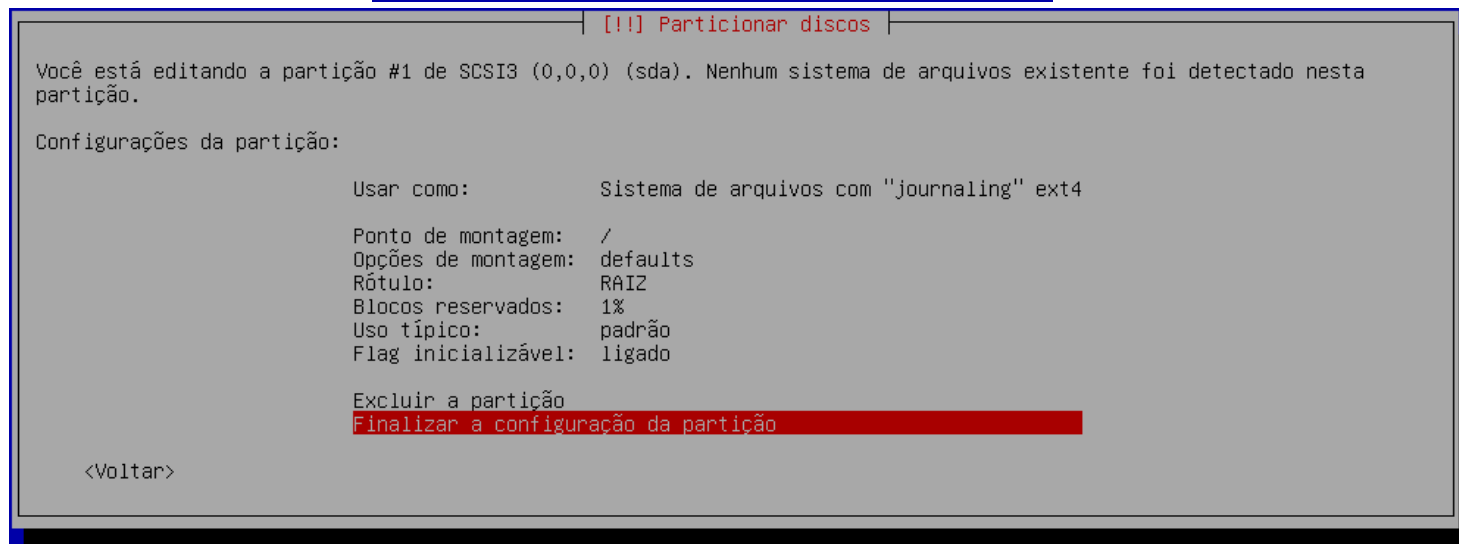 [!!] Particionar discos
Você está editando a partição #1 de SCSI3 (0,0,0) (sda). Nenhum sistema de arquivos existente foi detectado nesta
partição.
Configurações da partição:
Usar como: Sistema de arquivos com "journaling" ext4
Ponto de montagem: /
Opções de montagem: defaults
Rótulo: RAIZ
Blocos reservados: 1%
Uso típico: padrão
Flag inicializável: ligado
Excluir a partição
Finalizar a configuração da partição
<Voltar>